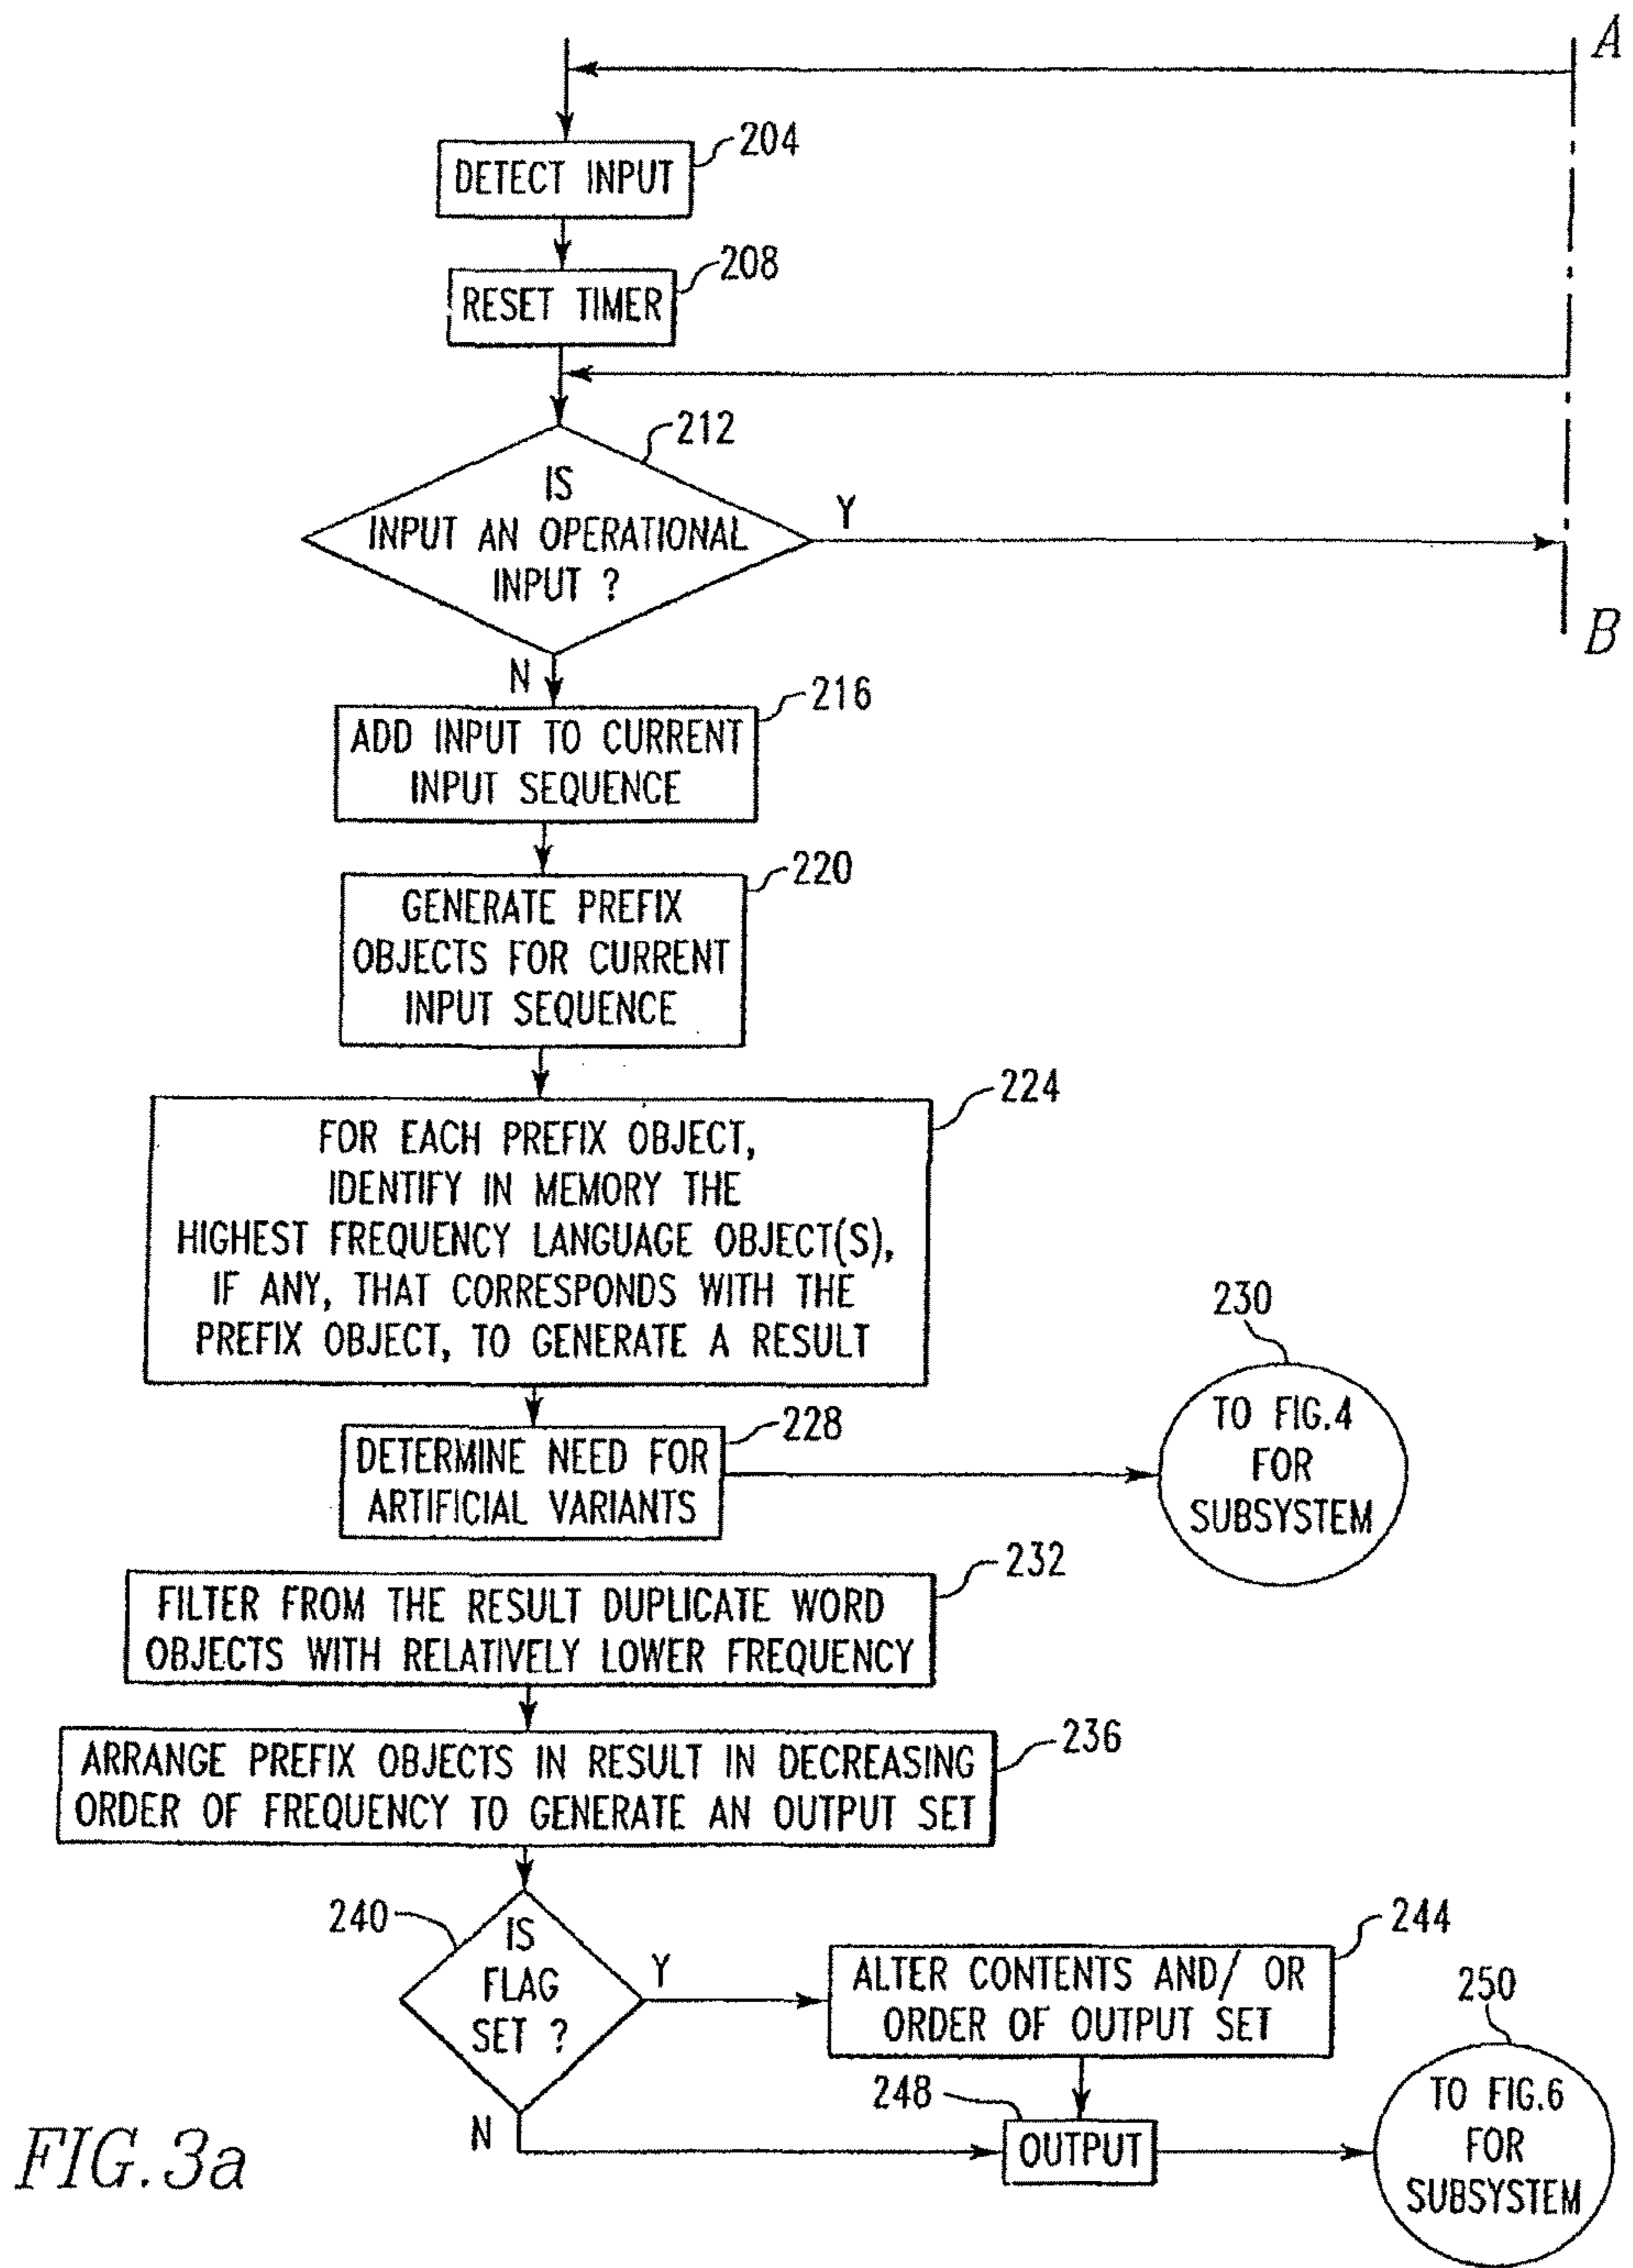 A
204
DETECT INPUT
208
RESET TIMER
212
IS
INPUT AN OPERATIONAL
INPUT ?
Y
B
N
216
ADD INPUT TO CURRENT
INPUT SEQUENCE
220
GENERATE PREFIX
OBJECTS FOR CURRENT
INPUT SEQUENCE
224
FOR EACH PREFIX OBJECT,
IDENTIFY IN MEMORY THE
HIGHEST FREQUENCY LANGUAGE OBJECT(S),
IF ANY, THAT CORRESPONDS WITH THE
PREFIX OBJECT, TO GENERATE A RESULT
228
DETERMINE NEED FOR
ARTIFICIAL VARIANTS
230
TO FIG.4
FOR
SUBSYSTEM
232
FILTER FROM THE RESULT DUPLICATE WORD
OBJECTS WITH RELATIVELY LOWER FREQUENCY
236
ARRANGE PREFIX OBJECTS IN RESULT IN DECREASING
ORDER OF FREQUENCY TO GENERATE AN OUTPUT SET
240
IS
FLAG
SET ?
Y
244
ALTER CONTENTS AND/ OR
ORDER OF OUTPUT SET
N
248
OUTPUT
250
TO FIG.6
FOR
SUBSYSTEM
FIG.3a